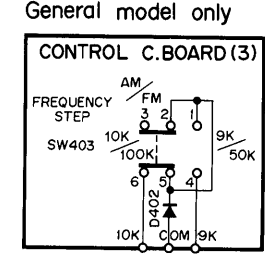 General model only
CONTROL C.BOARD (3)
AM/FM
FREQUENCY
STEP
SW403
3 2 1
10K/100K
9K/50K
6 5 4
D402
10K COM 9K